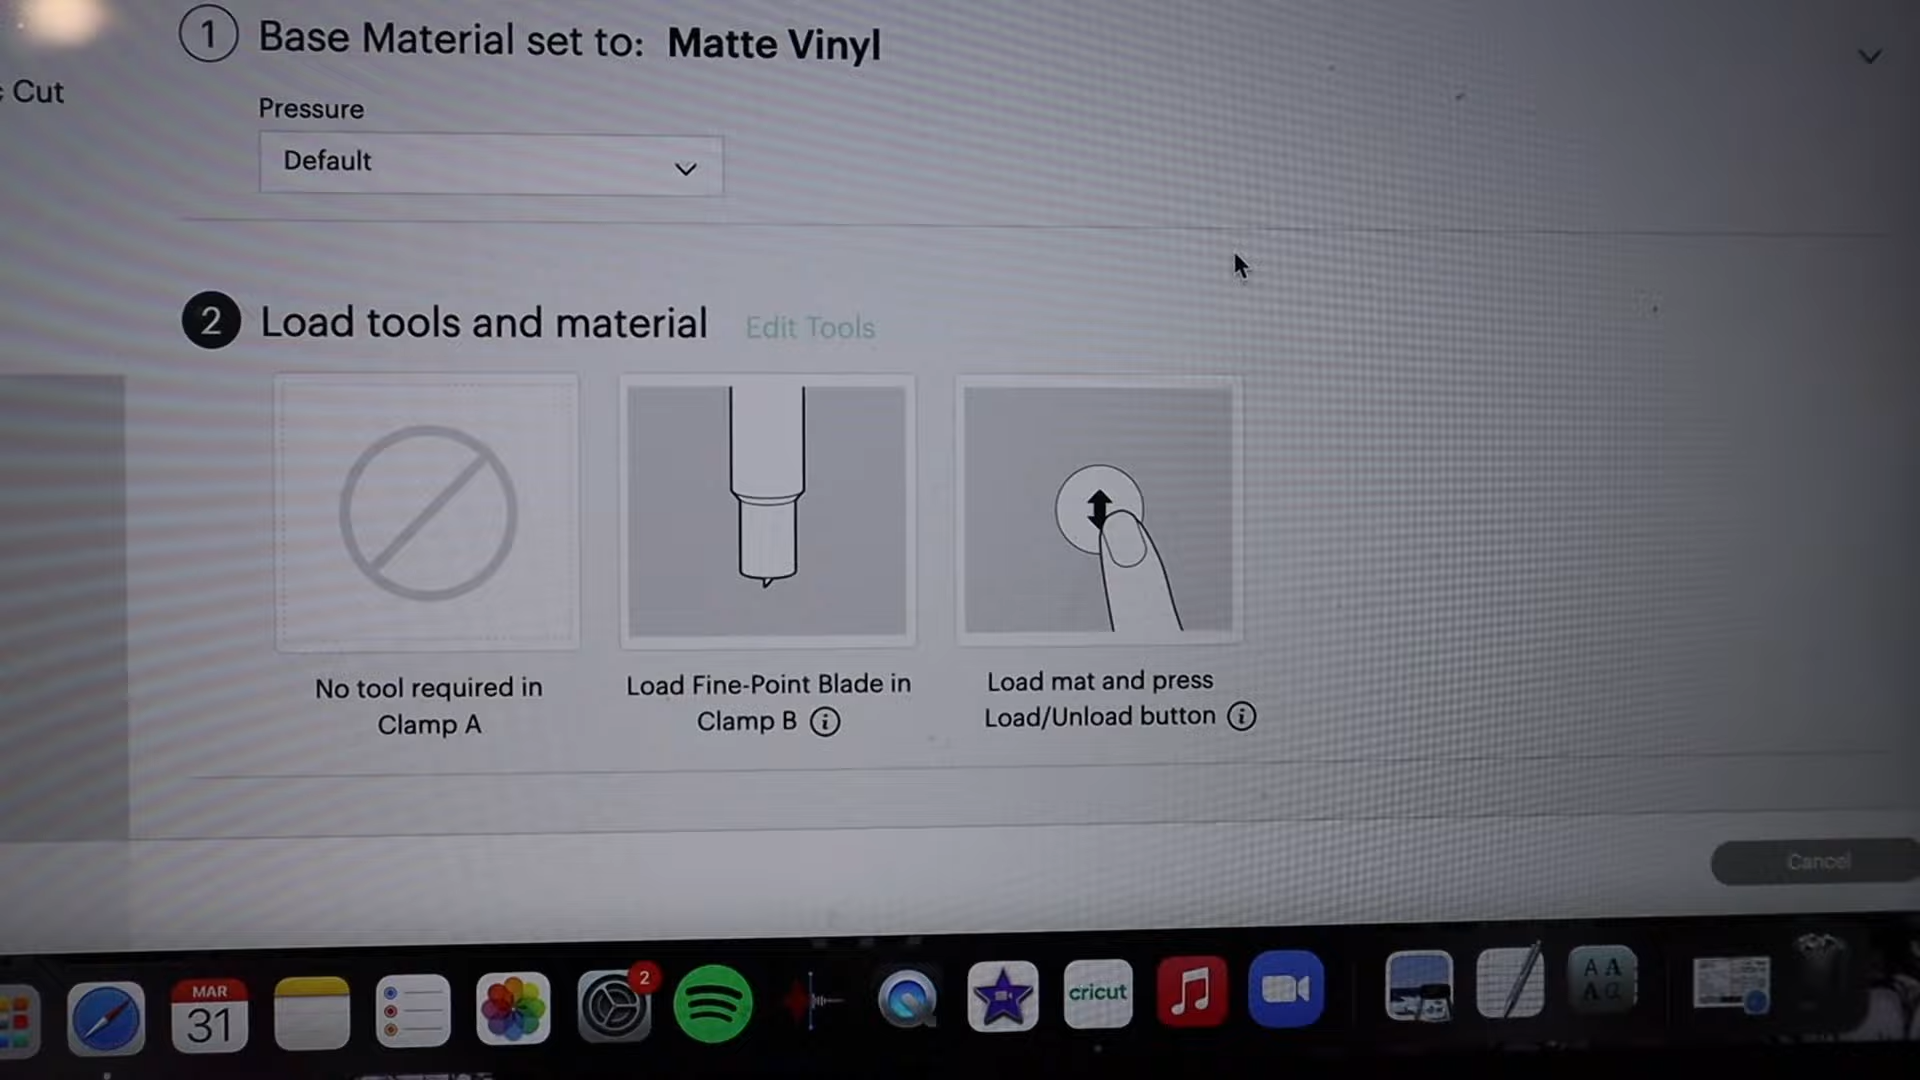 1 Base Material set to: Matte Vinyl
Cut
Pressure
Default
2 Load tools and material Edit Tools
No tool required in
Clamp A
Load Fine-Point Blade in
Clamp B i
Load mat and press
Load/Unload button i
Cancel
MAR
31
2
cricut
A A
A a